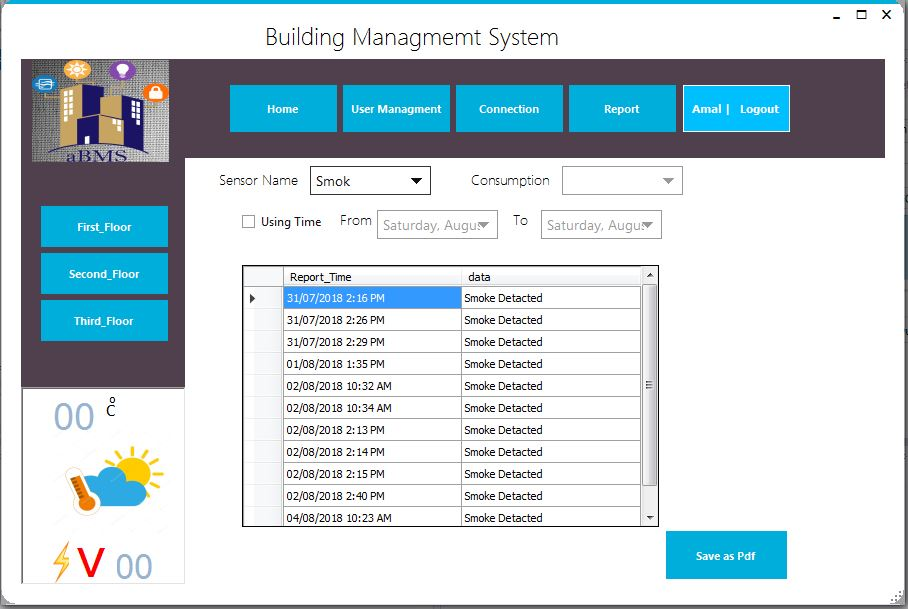 Building Managmemt System
aBMS
Home
User Managment
Connection
Report
Amal | Logout
First_Floor
Second_Floor
Third_Floor
Sensor Name
Smok
Consumption
Using Time
From
Saturday, Augu
To
Saturday, Augu
Report_Time data
31/07/2018 2:16 PM Smoke Detacted
31/07/2018 2:26 PM Smoke Detacted
31/07/2018 2:29 PM Smoke Detacted
01/08/2018 1:35 PM Smoke Detacted
02/08/2018 10:32 AM Smoke Detacted
02/08/2018 10:34 AM Smoke Detacted
02/08/2018 2:13 PM Smoke Detacted
02/08/2018 2:14 PM Smoke Detacted
02/08/2018 2:15 PM Smoke Detacted
02/08/2018 2:40 PM Smoke Detacted
04/08/2018 10:23 AM Smoke Detacted
00 °C
V 00
Save as Pdf